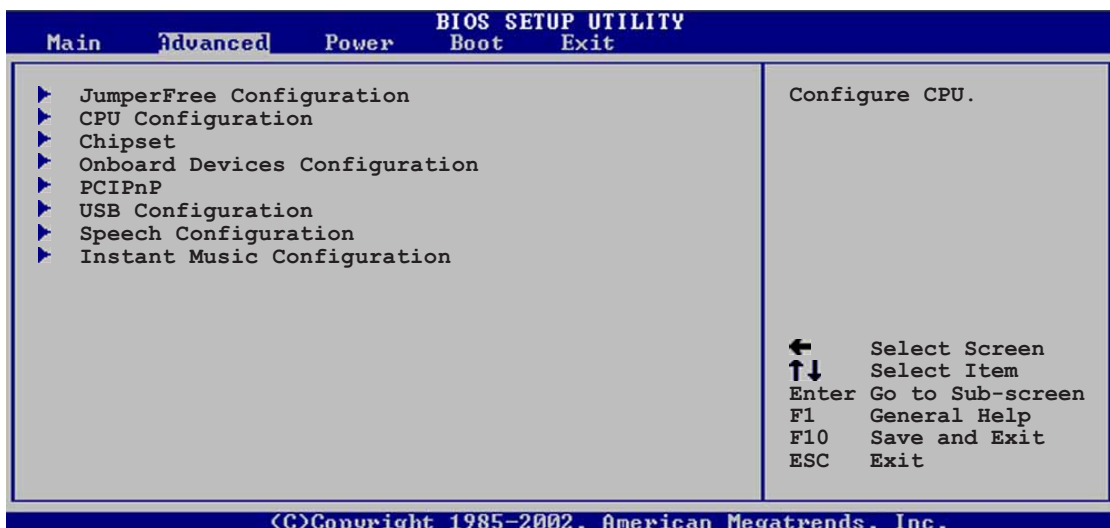 BIOS SETUP UTILITY
Main Advanced Power Boot Exit
JumperFree Configuration
CPU Configuration
Chipset
Onboard Devices Configuration
PCIPnP
USB Configuration
Speech Configuration
Instant Music Configuration
Configure CPU.
← Select Screen
↑↓ Select Item
Enter Go to Sub-screen
F1 General Help
F10 Save and Exit
ESC Exit
(C)Copyright 1985-2002, American Megatrends, Inc.